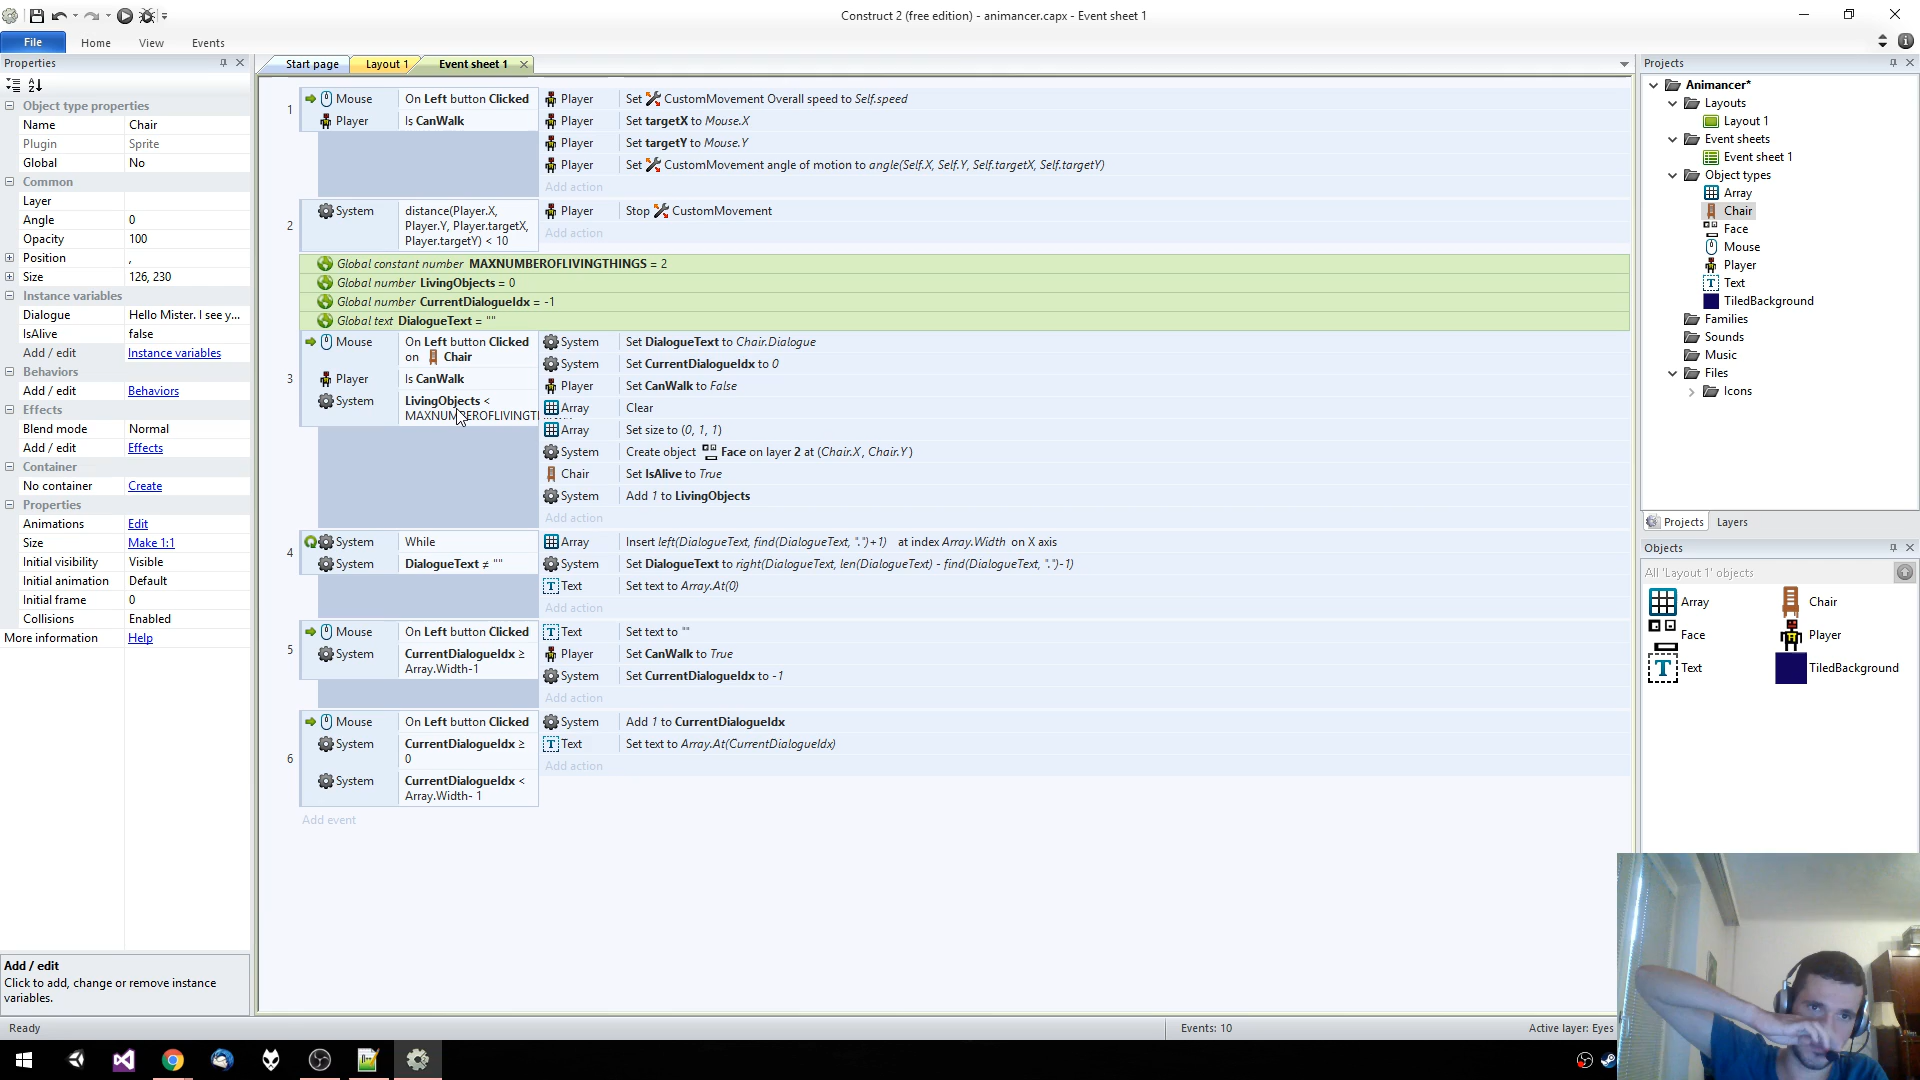 Construct 2 (free edition) - animancer.capx - Event sheet 1
File Home View Events
Properties
Start page Layout 1 Event sheet 1
Projects
Object type properties
Name Chair
Plugin Sprite
Global No
Common
Layer
Angle 0
Opacity 100
Position ,
Size 126, 230
Instance variables
Dialogue Hello Mister. I see y...
IsAlive false
Add / edit Instance variables
Behaviors
Add / edit Behaviors
Effects
Blend mode Normal
Add / edit Effects
Container
No container Create
Properties
Animations Edit
Size Make 1:1
Initial visibility Visible
Initial animation Default
Initial frame 0
Collisions Enabled
More information Help
Add / edit
Click to add, change or remove instance
variables.
1
Mouse On Left button Clicked
Player Is CanWalk
Player Set CustomMovement Overall speed to Self.speed
Player Set targetX to Mouse.X
Player Set targetY to Mouse.Y
Player Set CustomMovement angle of motion to angle(Self.X, Self.Y, Self.targetX, Self.targetY)
Add action
2
System distance(Player.X,
Player.Y, Player.targetX,
Player.targetY) < 10
Player Stop CustomMovement
Add action
Global constant number MAXNUMBEROFLIVINGTHINGS = 2
Global number LivingObjects = 0
Global number CurrentDialogueIdx = -1
Global text DialogueText = ""
3
Mouse On Left button Clicked
on Chair
Player Is CanWalk
System LivingObjects <
System Set DialogueText to Chair.Dialogue
System Set CurrentDialogueIdx to 0
Player Set CanWalk to False
Array Clear
Array Set size to (0, 1, 1)
System Create object Face on layer 2 at (Chair.X, Chair.Y)
Chair Set IsAlive to True
System Add 1 to LivingObjects
Add action
4
System While
System DialogueText ≠ ""
Array Insert left(DialogueText, find(DialogueText, ".")+1) at index Array.Width on X axis
System Set DialogueText to right(DialogueText, len(DialogueText) - find(DialogueText, ".")-1)
Text Set text to Array.At(0)
Add action
5
Mouse On Left button Clicked
System CurrentDialogueIdx ≥
Array.Width-1
Text Set text to ""
Player Set CanWalk to True
System Set CurrentDialogueIdx to -1
Add action
6
Mouse On Left button Clicked
System CurrentDialogueIdx ≥
0
System CurrentDialogueIdx <
Array.Width- 1
System Add 1 to CurrentDialogueIdx
Text Set text to Array.At(CurrentDialogueIdx)
Add action
Add event
Animancer*
Layouts
Layout 1
Event sheets
Event sheet 1
Object types
Array
Chair
Face
Mouse
Player
Text
TiledBackground
Families
Sounds
Music
Files
Icons
Projects Layers
Objects
All 'Layout 1' objects
Array Chair
Face Player
Text TiledBackground
Ready Events: 10 Active layer: Eyes